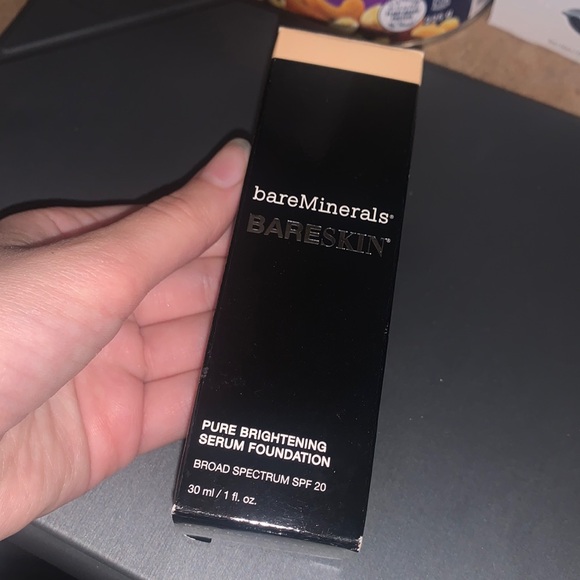 bareMinerals®
BARESKIN®
PURE BRIGHTENING
SERUM FOUNDATION
BROAD SPECTRUM SPF 20
30 ml / 1 fl. oz.